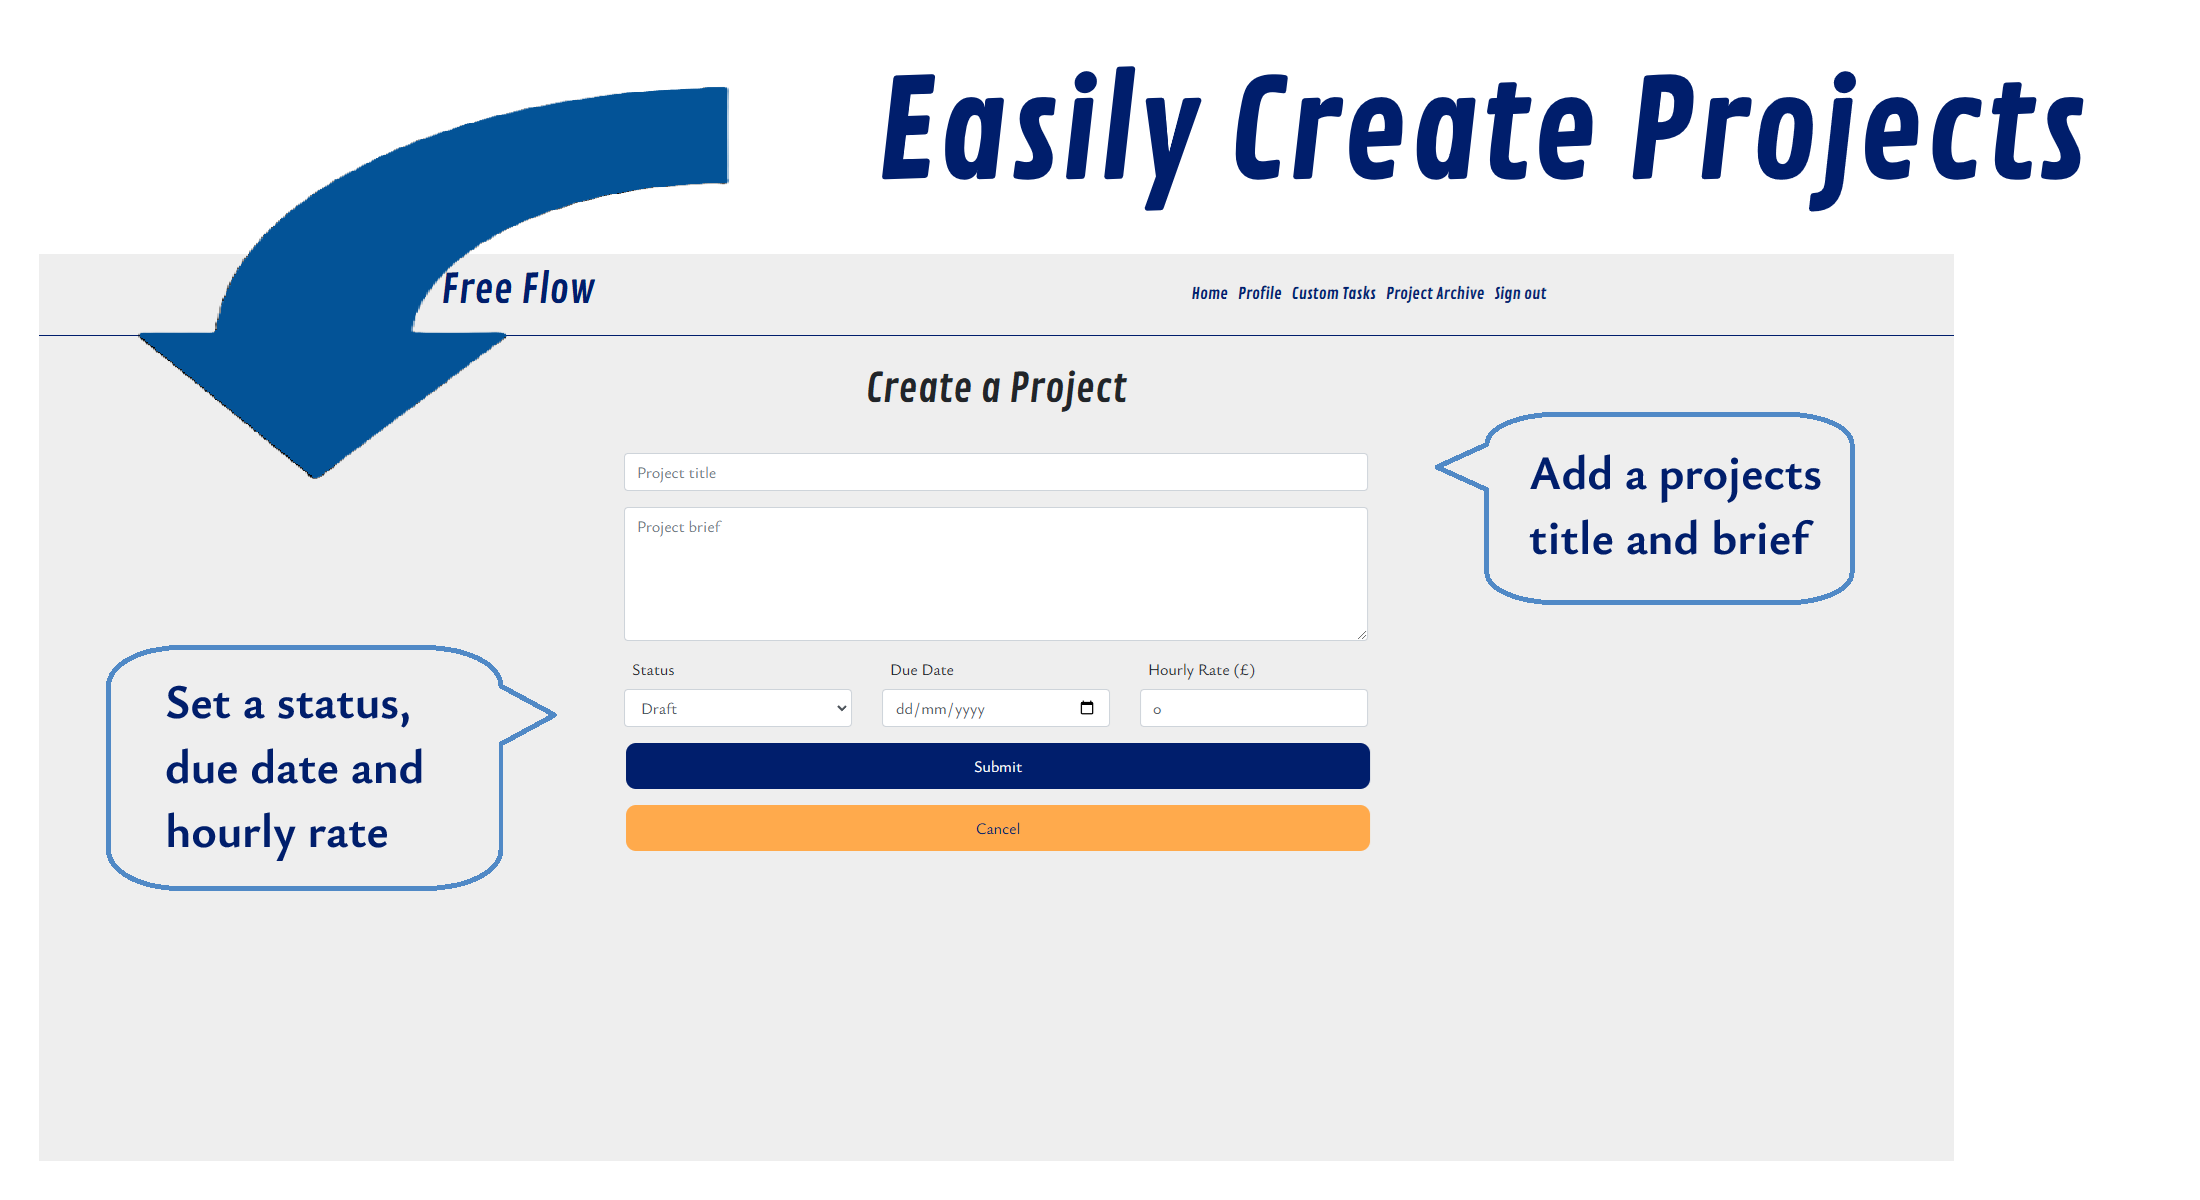 Easily Create Projects
Free Flow
Home Profile Custom Tasks Project Archive Sign out
Create a Project
Project title
Add a projects
title and brief
Project brief
Status Due Date Hourly Rate (£)
Draft dd/mm/yyyy 0
Set a status,
due date and
hourly rate
Submit
Cancel